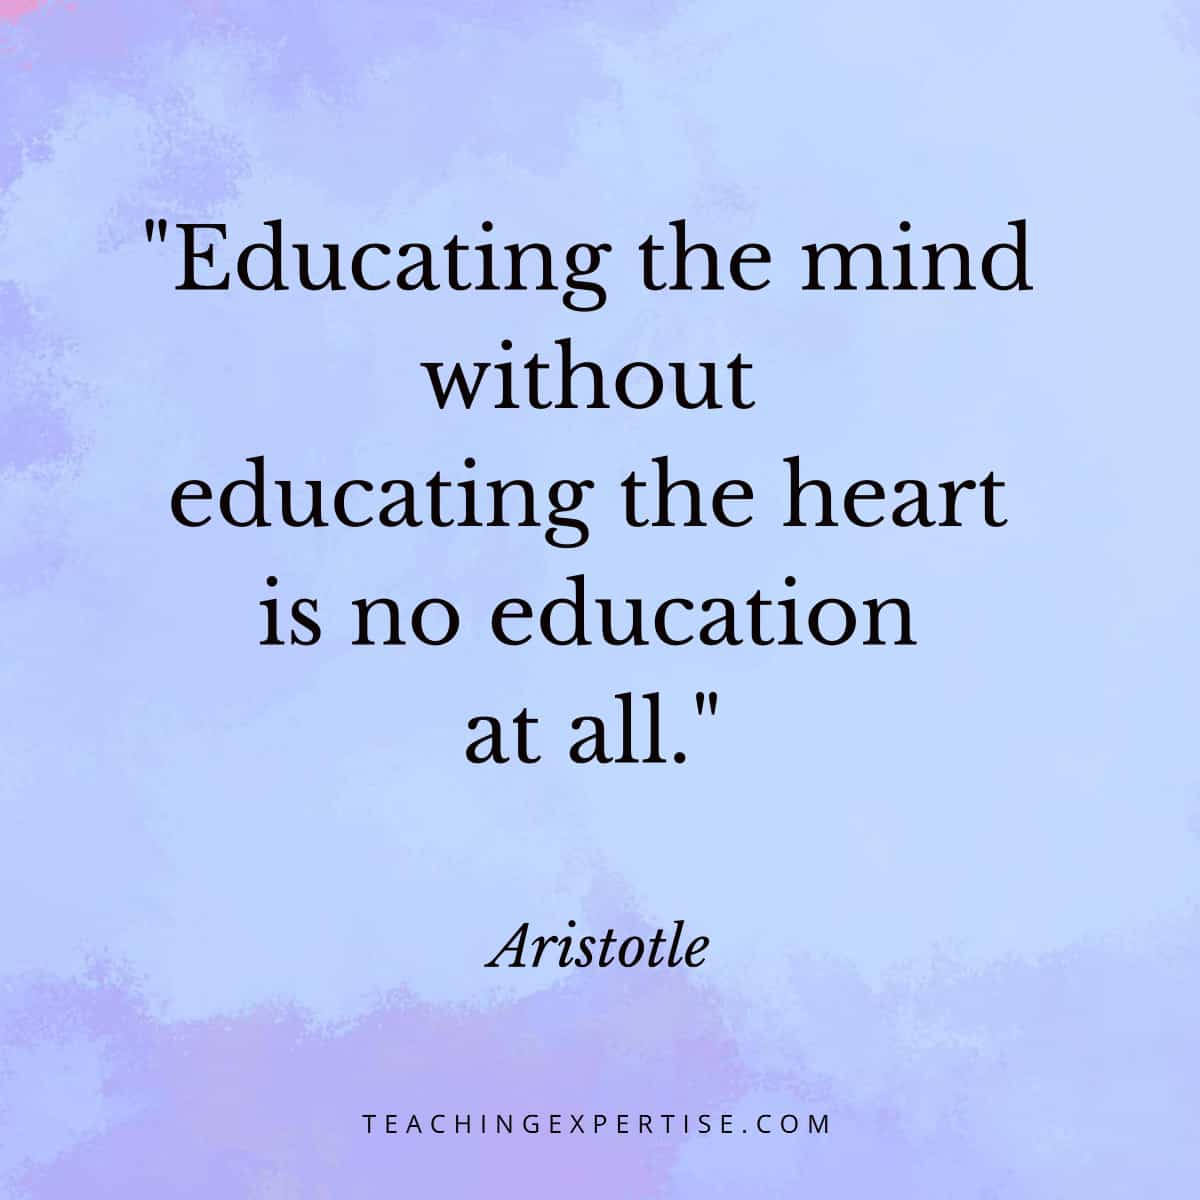 "Educating the mind
without
educating the heart
is no education
at all."
Aristotle
TEACHINGEXPERTISE.COM